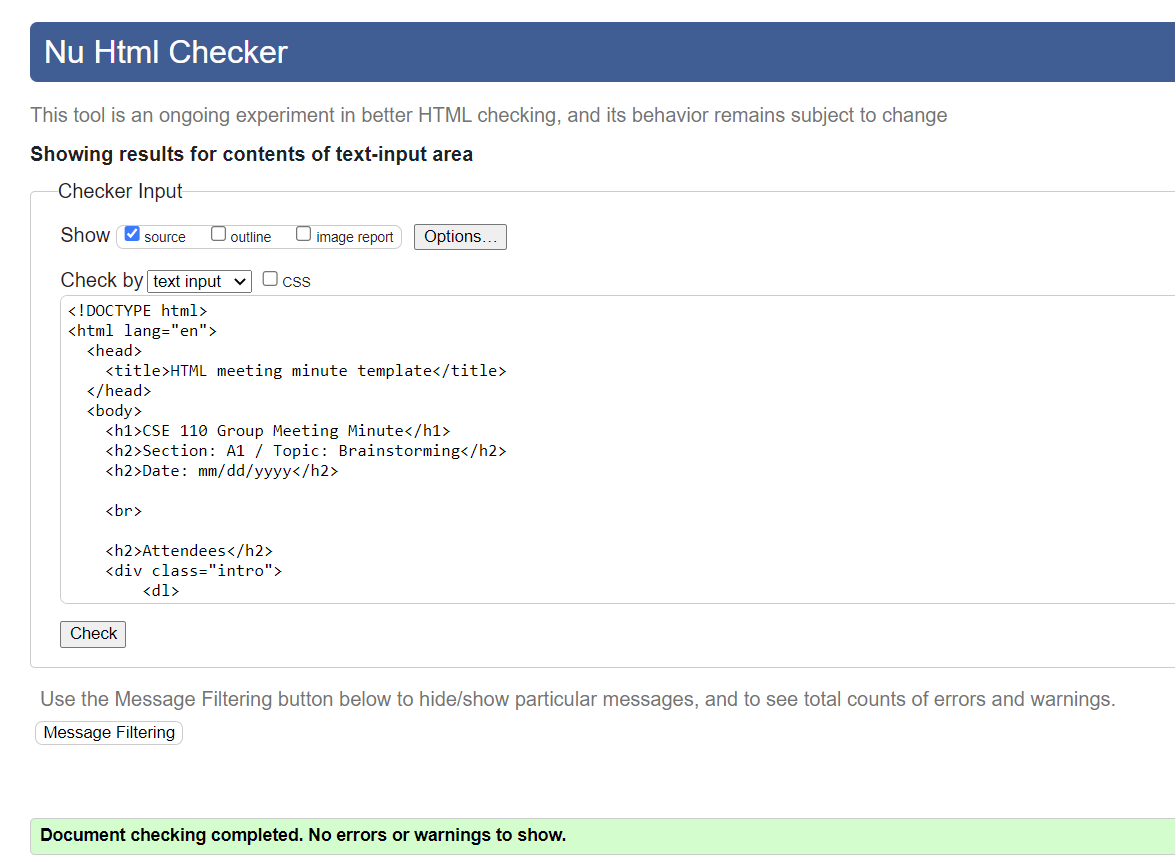 Nu Html Checker
This tool is an ongoing experiment in better HTML checking, and its behavior remains subject to change
Showing results for contents of text-input area
Checker Input
Show source outline image report Options...
Check by text input CSS
<!DOCTYPE html>
<html lang="en">
  <head>
    <title>HTML meeting minute template</title>
  </head>
  <body>
    <h1>CSE 110 Group Meeting Minute</h1>
    <h2>Section: A1 / Topic: Brainstorming</h2>
    <h2>Date: mm/dd/yyyy</h2>
    <br>
    <h2>Attendees</h2>
    <div class="intro">
        <dl>
Check
Use the Message Filtering button below to hide/show particular messages, and to see total counts of errors and warnings.
Message Filtering
Document checking completed. No errors or warnings to show.